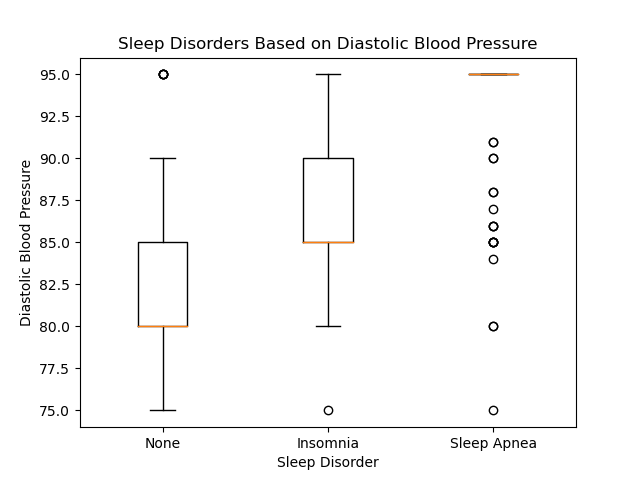 Sleep Disorders Based on Diastolic Blood Pressure
Diastolic Blood Pressure
95.0
92.5
90.0
87.5
85.0
82.5
80.0
77.5
75.0
None
Insomnia
Sleep Apnea
Sleep Disorder